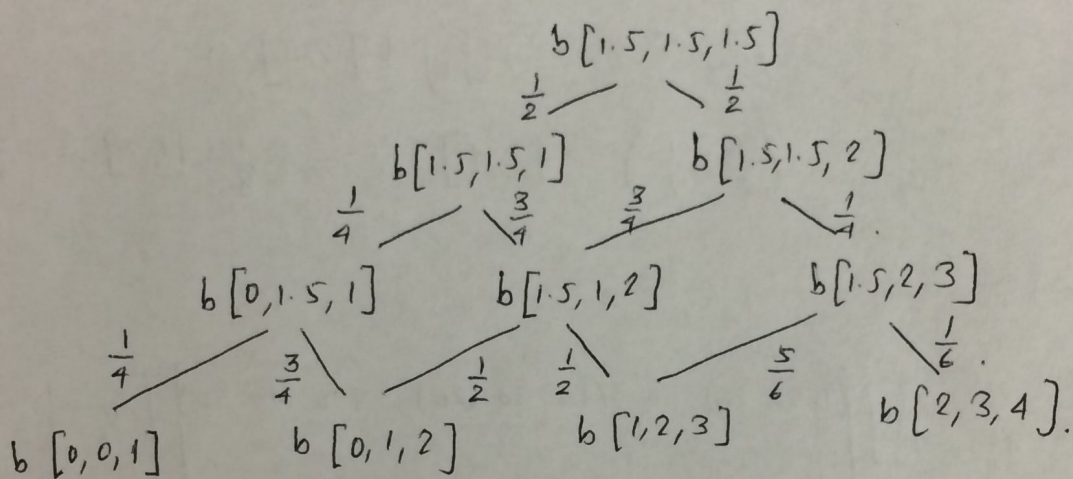 b [1.5, 1.5, 1.5]
1/2 1/2
b [1.5, 1.5, 1] b [1.5, 1.5, 2]
1/4 3/4 3/4 1/4.
b [0, 1.5, 1] b [1.5, 1, 2] b [1.5, 2, 3]
1/4 3/4 1/2 1/2 5/6 1/6.
b [0, 0, 1] b [0, 1, 2] b [1, 2, 3] b [2, 3, 4].